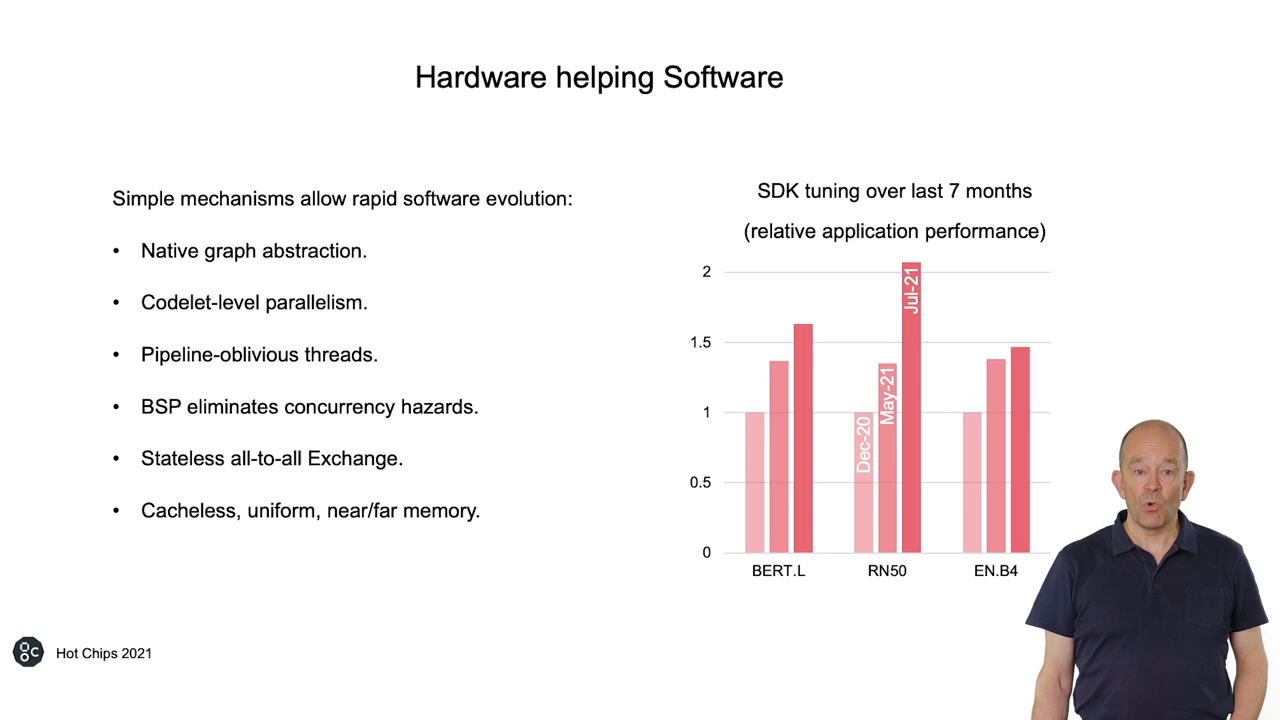 Hardware helping Software
Simple mechanisms allow rapid software evolution:
• Native graph abstraction.
• Codelet-level parallelism.
• Pipeline-oblivious threads.
• BSP eliminates concurrency hazards.
• Stateless all-to-all Exchange.
• Cacheless, uniform, near/far memory.
SDK tuning over last 7 months
(relative application performance)
2
1.5
1
0.5
0
Dec-20
May-21
Jul-21
BERT.L
RN50
EN.B4
gc
Hot Chips 2021